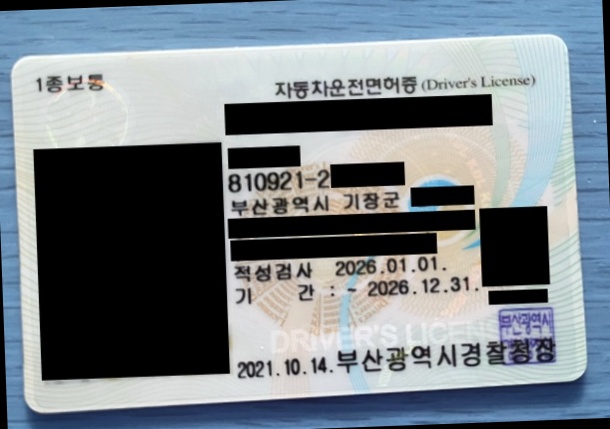 1종보통
자동차운전면허증 (Driver's License)
810921-2
부산광역시 기장군
적성검사 2026.01.01.
기 간 : ~ 2026.12.31.
DRIVER'S LICENS
부산광역시
2021.10.14.부산광역시경찰청장